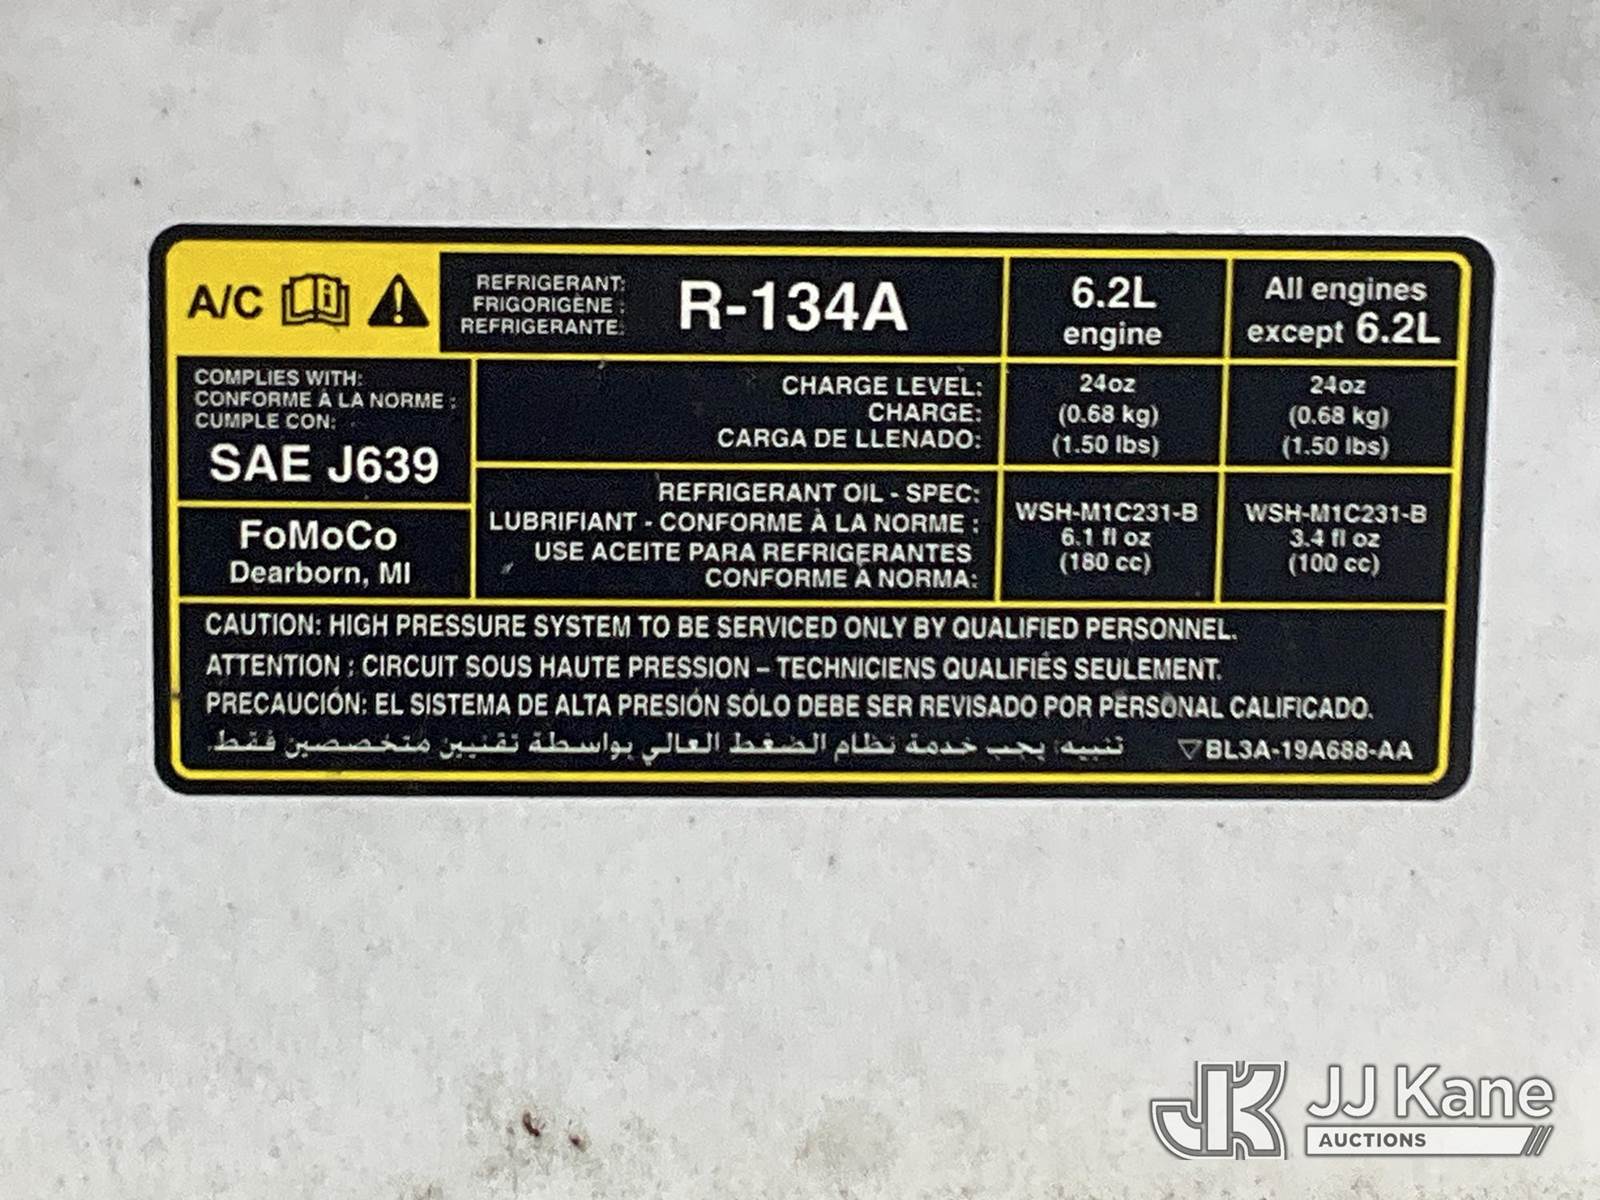 A/C
REFRIGERANT:
FRIGORIGÈNE :
REFRIGERANTE:
R-134A
6.2L
engine
All engines
except 6.2L
COMPLIES WITH:
CONFORME À LA NORME :
CUMPLE CON:
SAE J639
CHARGE LEVEL:
CHARGE:
CARGA DE LLENADO:
24oz
(0.68 kg)
(1.50 lbs)
24oz
(0.68 kg)
(1.50 lbs)
FoMoCo
Dearborn, MI
REFRIGERANT OIL - SPEC:
LUBRIFIANT - CONFORME À LA NORME :
USE ACEITE PARA REFRIGERANTES
CONFORME À NORMA:
WSH-M1C231-B
6.1 fl oz
(180 cc)
WSH-M1C231-B
3.4 fl oz
(100 cc)
CAUTION: HIGH PRESSURE SYSTEM TO BE SERVICED ONLY BY QUALIFIED PERSONNEL.
ATTENTION : CIRCUIT SOUS HAUTE PRESSION – TECHNICIENS QUALIFIÉS SEULEMENT.
PRECAUCIÓN: EL SISTEMA DE ALTA PRESIÓN SÓLO DEBE SER REVISADO POR PERSONAL CALIFICADO.
تنبيه: يجب خدمة نظام الضغط العالي بواسطة تقنيين متخصصين فقط.
BL3A-19A688-AA
JK JJ Kane
AUCTIONS